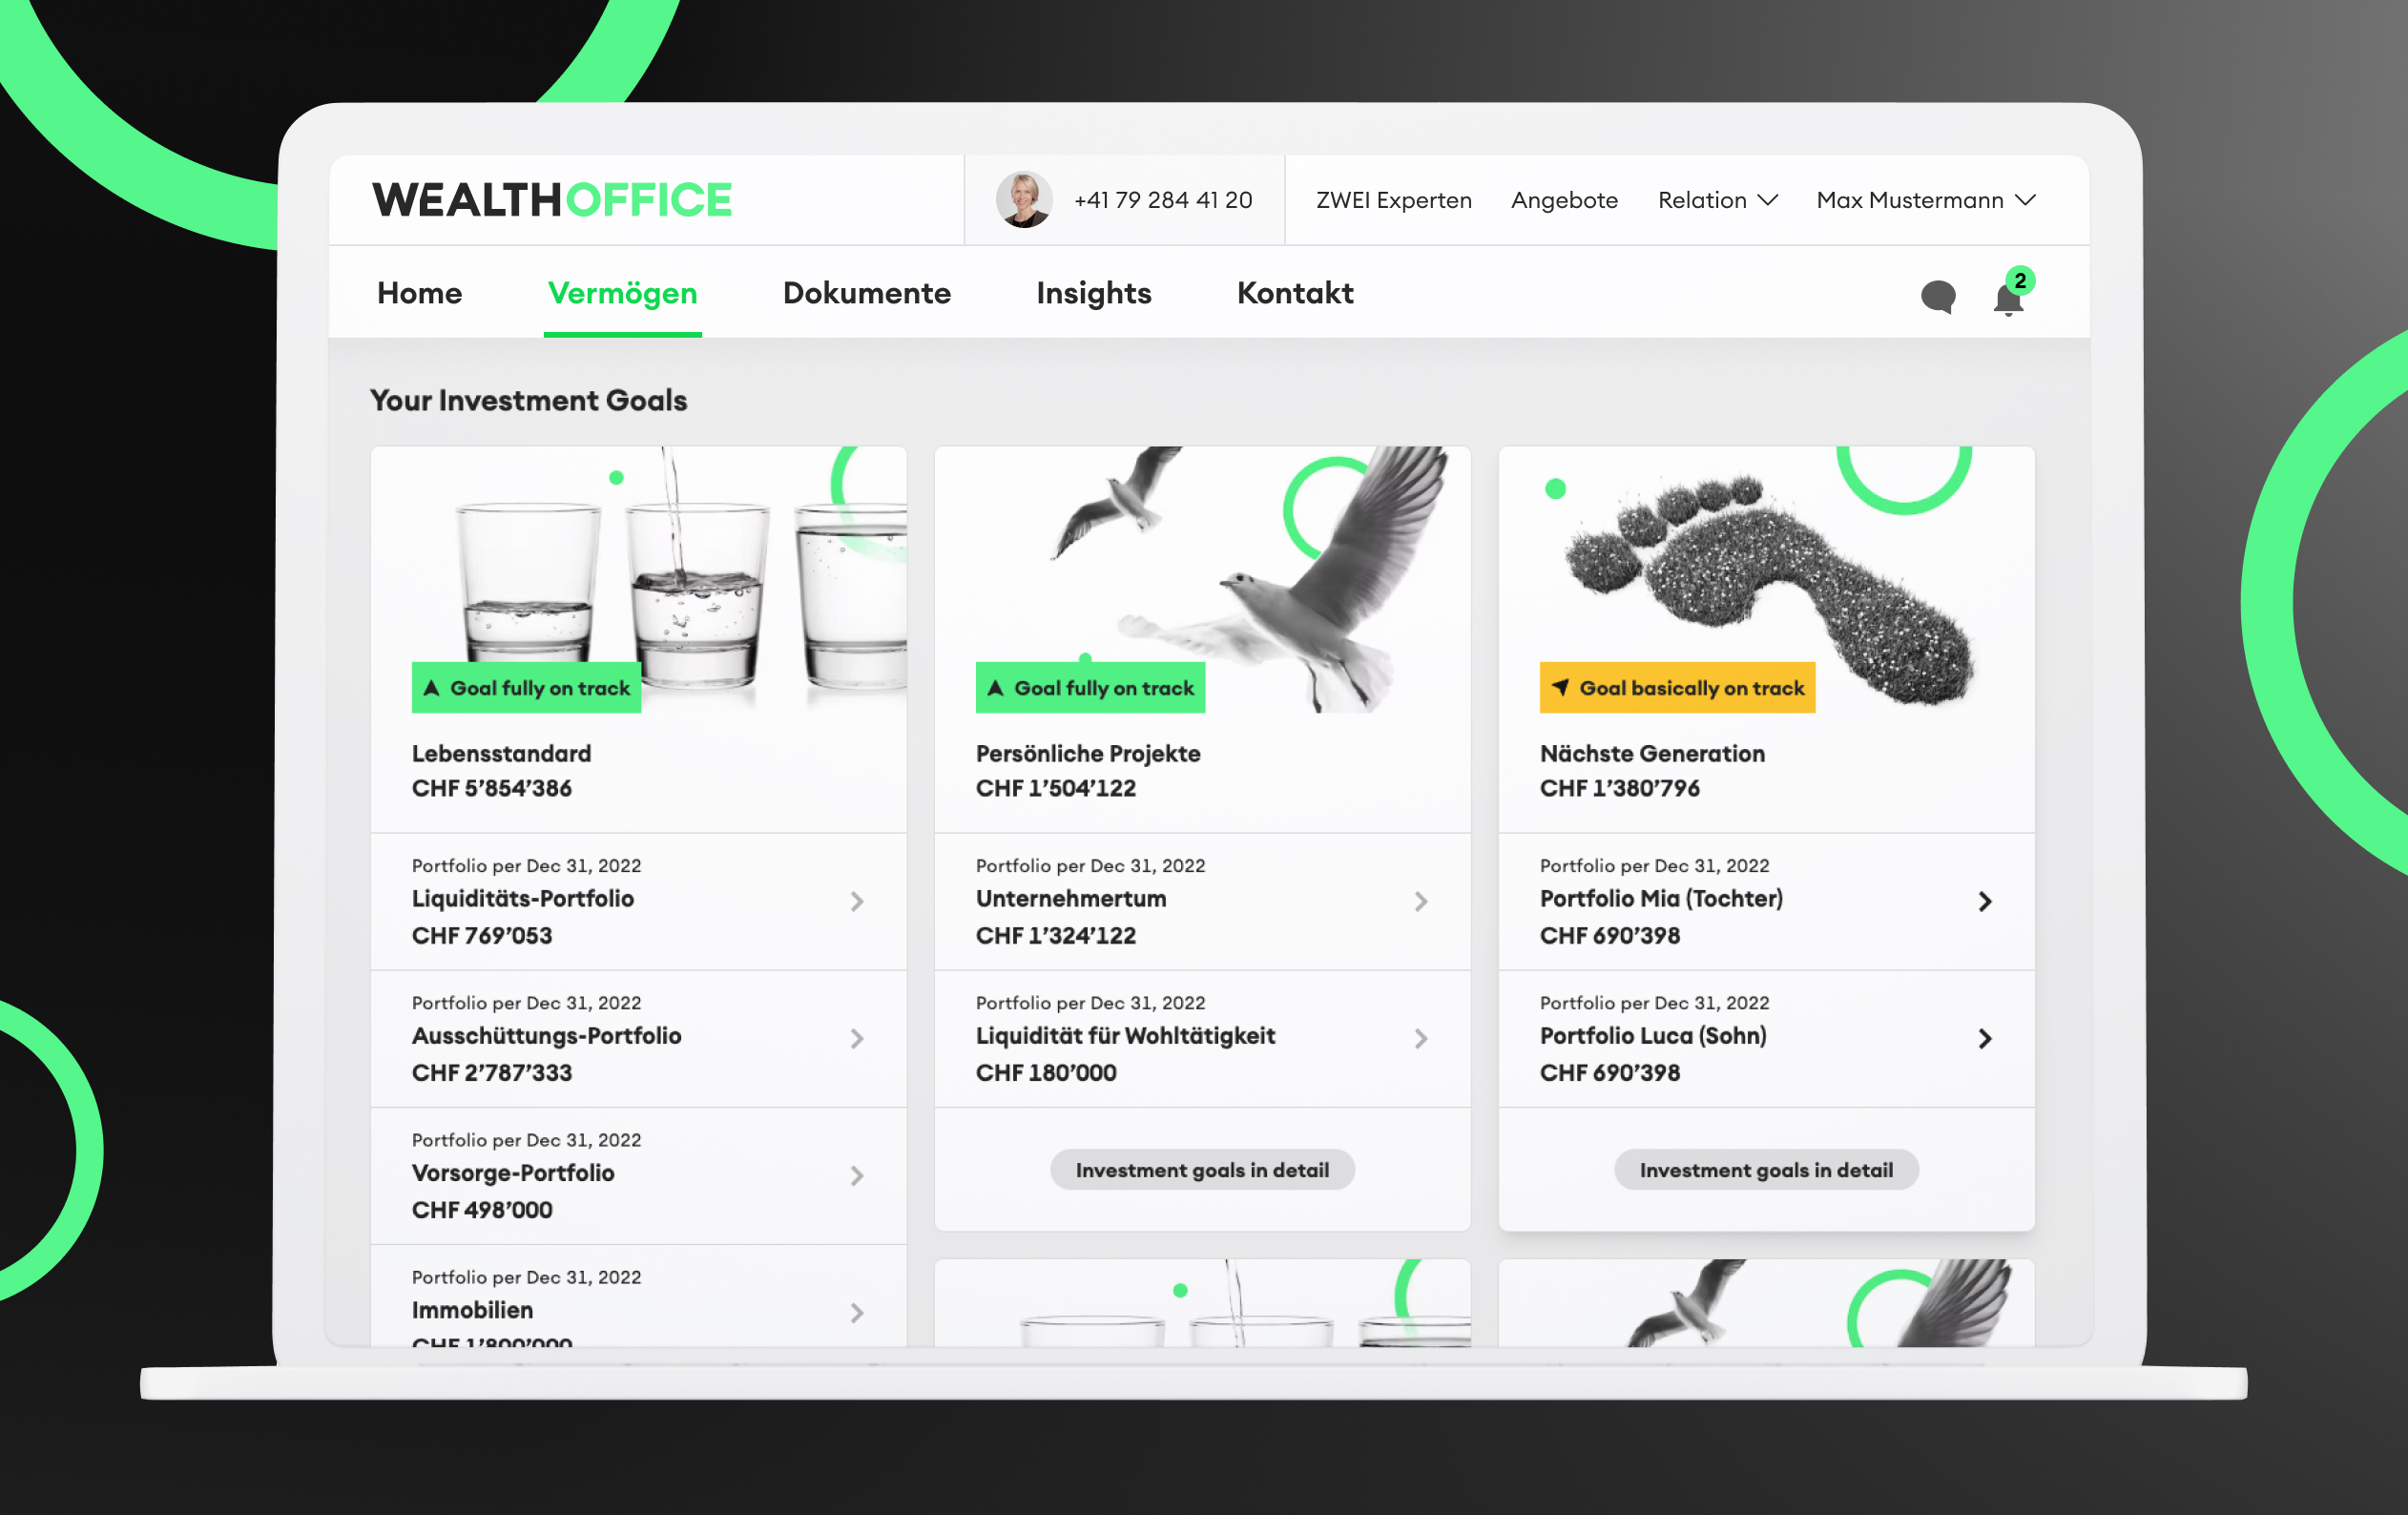 WEALTHOFFICE
+41 79 284 41 20
ZWEI Experten
Angebote
Relation
Max Mustermann
Home
Vermögen
Dokumente
Insights
Kontakt
2
Your Investment Goals
Goal fully on track
Lebensstandard
CHF 5’854’386
Portfolio per Dec 31, 2022
Liquiditäts-Portfolio
CHF 769’053
Portfolio per Dec 31, 2022
Ausschüttungs-Portfolio
CHF 2’787’333
Portfolio per Dec 31, 2022
Vorsorge-Portfolio
CHF 498’000
Portfolio per Dec 31, 2022
Immobilien
CHF 1’800’000
Goal fully on track
Persönliche Projekte
CHF 1’504’122
Portfolio per Dec 31, 2022
Unternehmertum
CHF 1’324’122
Portfolio per Dec 31, 2022
Liquidität für Wohltätigkeit
CHF 180’000
Investment goals in detail
Goal basically on track
Nächste Generation
CHF 1’380’796
Portfolio per Dec 31, 2022
Portfolio Mia (Tochter)
CHF 690’398
Portfolio per Dec 31, 2022
Portfolio Luca (Sohn)
CHF 690’398
Investment goals in detail